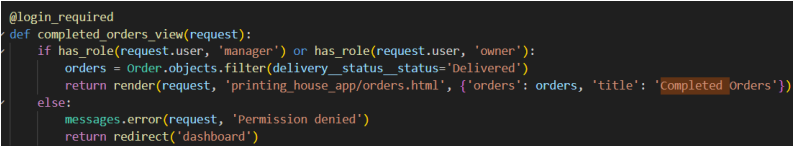 @login_required
def completed_orders_view(request):
    if has_role(request.user, 'manager') or has_role(request.user, 'owner'):
        orders = Order.objects.filter(delivery__status__status='Delivered')
        return render(request, 'printing_house_app/orders.html', {'orders': orders, 'title': 'Completed Orders'})
    else:
        messages.error(request, 'Permission denied')
        return redirect('dashboard')